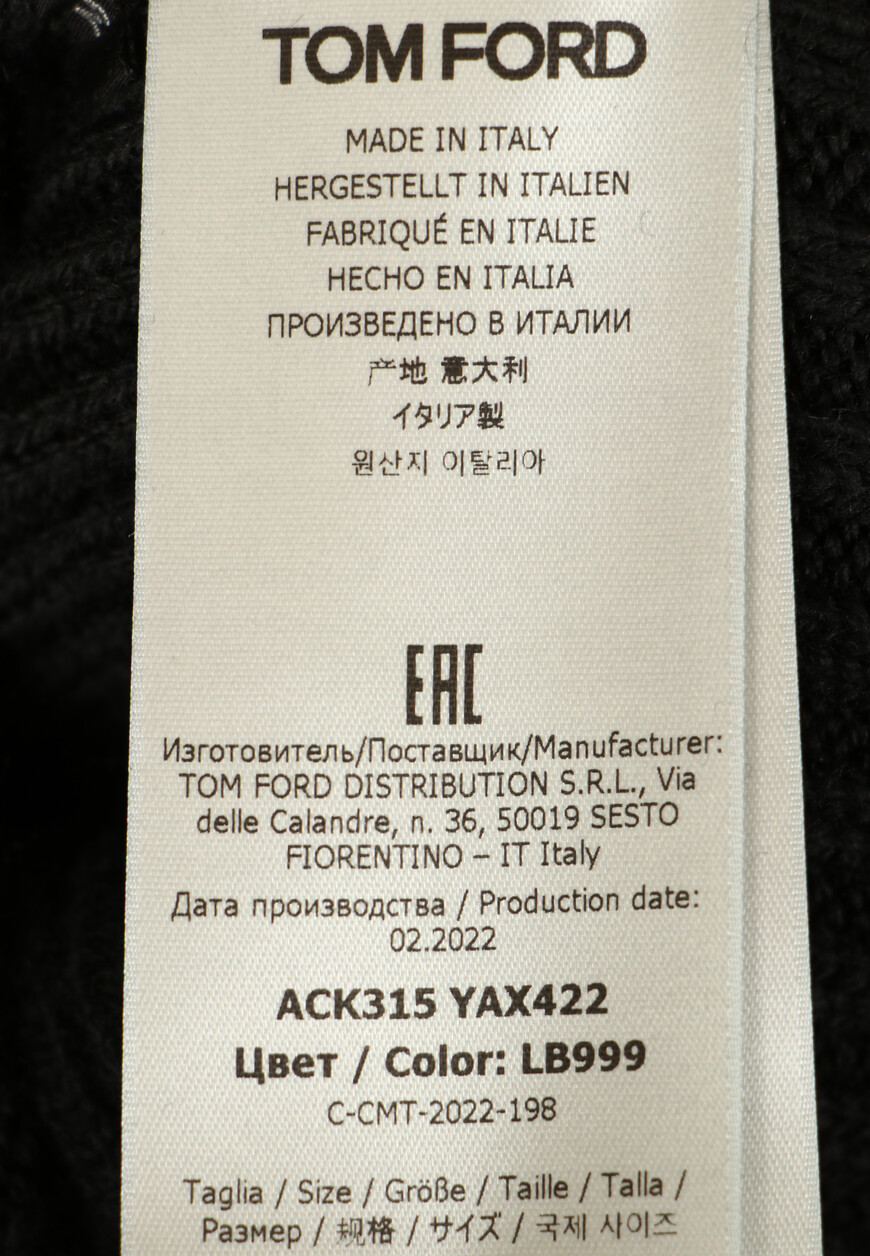 TOM FORD
MADE IN ITALY
HERGESTELLT IN ITALIEN
FABRIQUÉ EN ITALIE
HECHO EN ITALIA
ПРОИЗВЕДЕНО В ИТАЛИИ
产地 意大利
イタリア製
원산지 이탈리아
EAC
Изготовитель/Поставщик/Manufacturer:
TOM FORD DISTRIBUTION S.R.L., Via
delle Calandre, n. 36, 50019 SESTO
FIORENTINO – IT Italy
Дата производства / Production date:
02.2022
ACK315 YAX422
Цвет / Color: LB999
C-CMT-2022-198
Taglia / Size / Größe / Taille / Talla /
Размер / 规格 / サイズ / 국제 사이즈